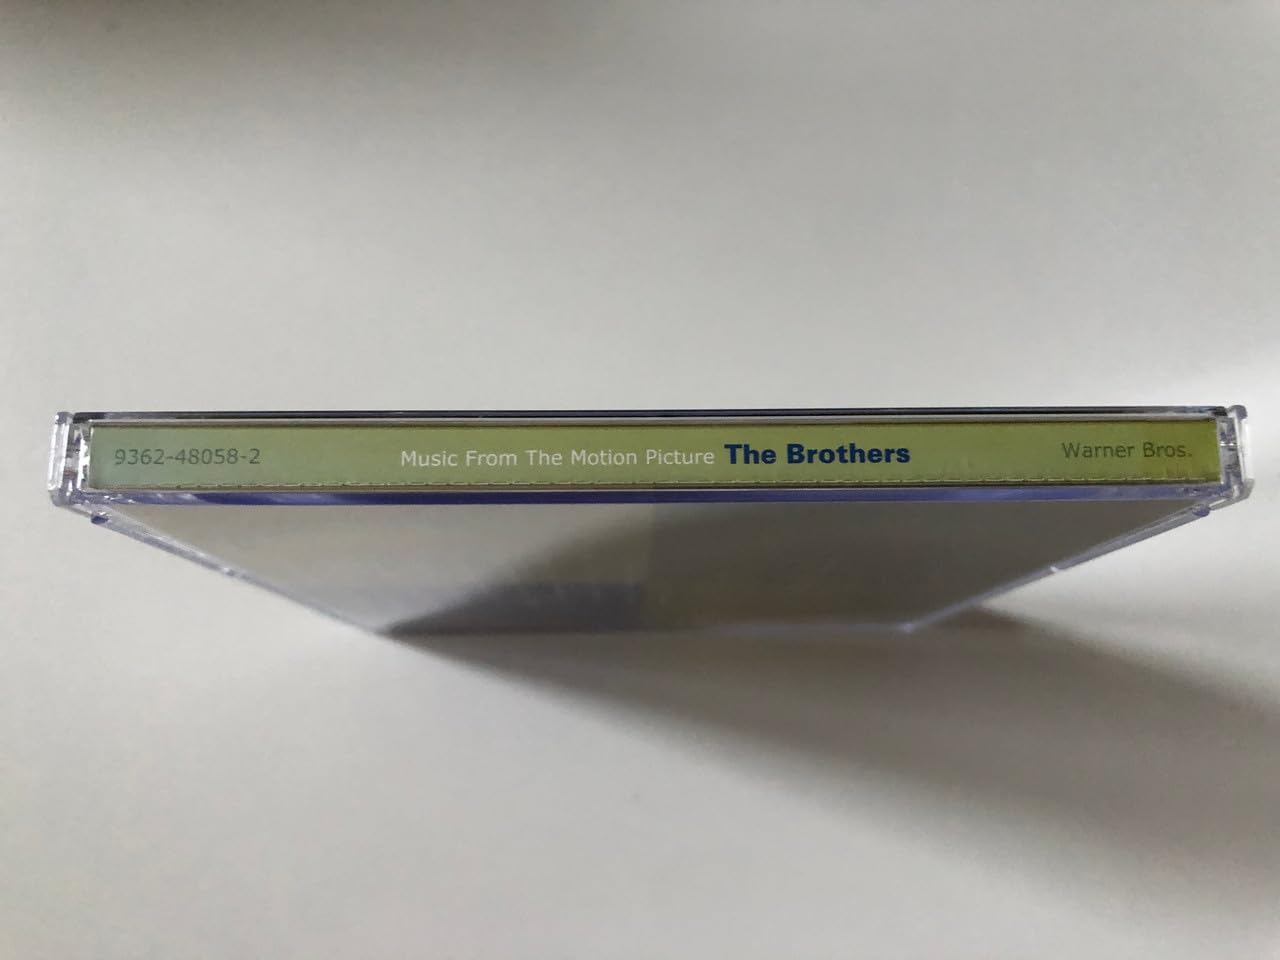 9362-48058-2 Music From The Motion Picture The Brothers Warner Bros.